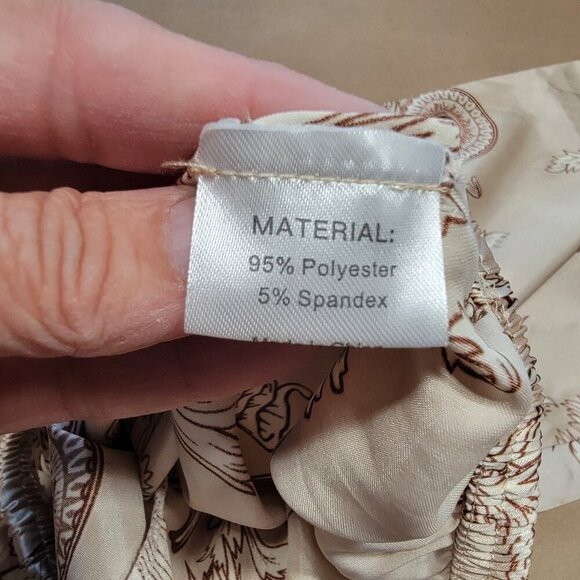 MATERIAL:
95% Polyester
5% Spandex